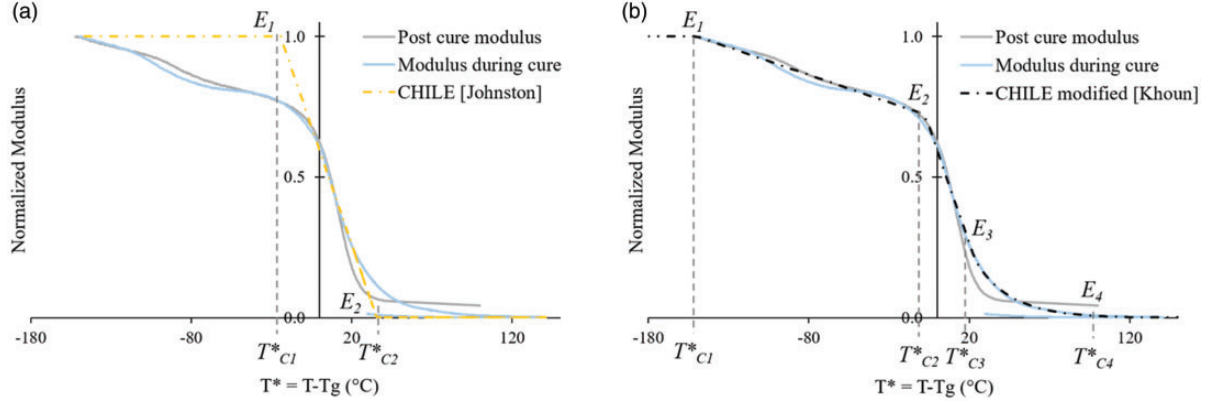 (a)
E1
1.0
Post cure modulus
Modulus during cure
CHILE [Johnston]
Normalized Modulus
0.5
E2
0.0
-180
-80
20
120
T*C1
T*C2
T* = T-Tg (°C)
(b)
E1
1.0
Post cure modulus
Modulus during cure
CHILE modified [Khoun]
E2
Normalized Modulus
0.5
E3
E4
0.0
-180
-80
20
120
T*C1
T*C2
T*C3
T*C4
T* = T-Tg (°C)